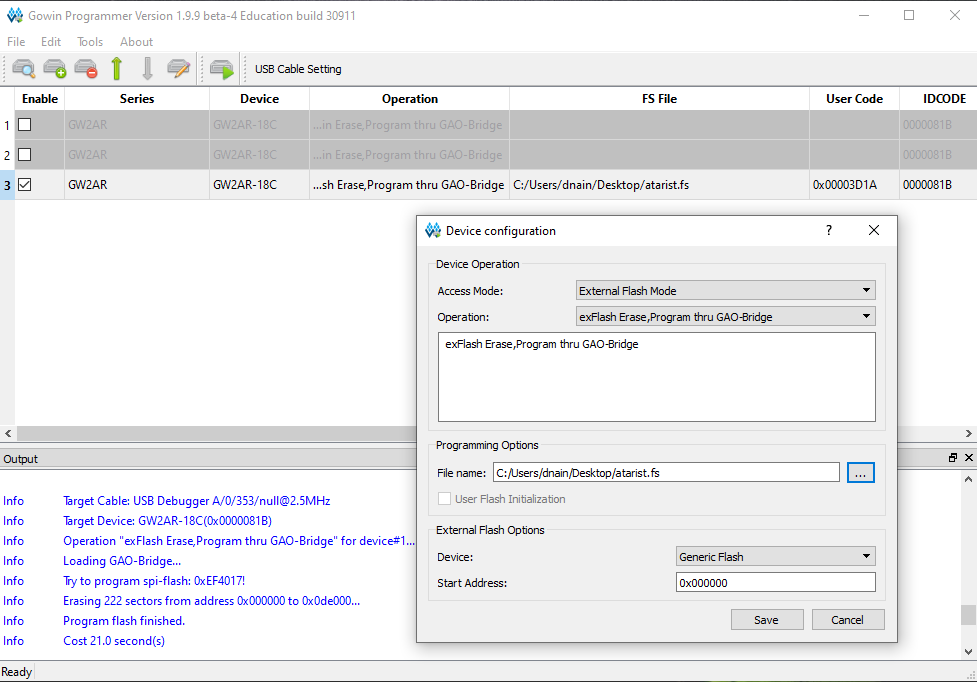 Gowin Programmer Version 1.9.9 beta-4 Education build 30911
File Edit Tools About
USB Cable Setting
Enable Series Device Operation FS File User Code IDCODE
1 GW2AR GW2AR-18C ...in Erase,Program thru GAO-Bridge 0000081B
2 GW2AR GW2AR-18C ...in Erase,Program thru GAO-Bridge 0000081B
3 GW2AR GW2AR-18C ...sh Erase,Program thru GAO-Bridge C:/Users/dnain/Desktop/atarist.fs 0x00003D1A 0000081B
Device configuration ?
Device Operation
Access Mode: External Flash Mode
Operation: exFlash Erase,Program thru GAO-Bridge
exFlash Erase,Program thru GAO-Bridge
Programming Options
File name: C:/Users/dnain/Desktop/atarist.fs ...
User Flash Initialization
External Flash Options
Device: Generic Flash
Start Address: 0x000000
Save Cancel
Output
Info Target Cable: USB Debugger A/0/353/null@2.5MHz
Info Target Device: GW2AR-18C(0x0000081B)
Info Operation "exFlash Erase,Program thru GAO-Bridge" for device#1...
Info Loading GAO-Bridge...
Info Try to program spi-flash: 0xEF4017!
Info Erasing 222 sectors from address 0x000000 to 0x0de000...
Info Program flash finished.
Info Cost 21.0 second(s)
Ready